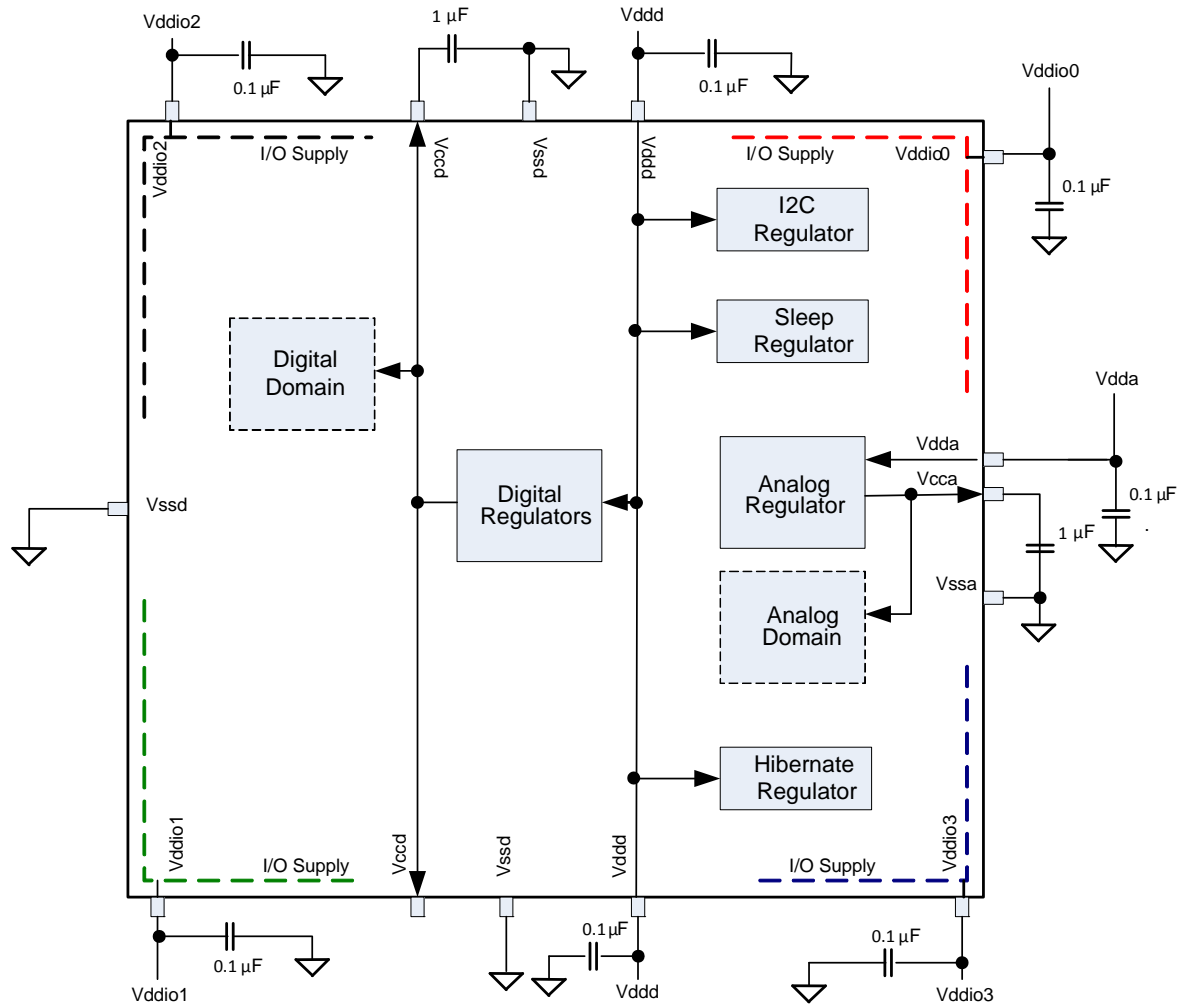 Vddio2
1 µF
Vddd
0.1 µF
0.1 µF
Vddio0
0.1 µF
Vddio2
I/O Supply
Vccd
Vssd
Vddd
I/O Supply
Vddio0
I2C
Regulator
Sleep
Regulator
Digital
Domain
Vdda
Vdda
Vcca
Analog
Regulator
Digital
Regulators
0.1 µF
.
1 µF
Vssd
Vssa
Analog
Domain
Hibernate
Regulator
Vddio1
I/O Supply
Vccd
Vssd
Vddd
I/O Supply
Vddio3
0.1 µF
0.1 µF
0.1 µF
Vddio1
Vddd
Vddio3